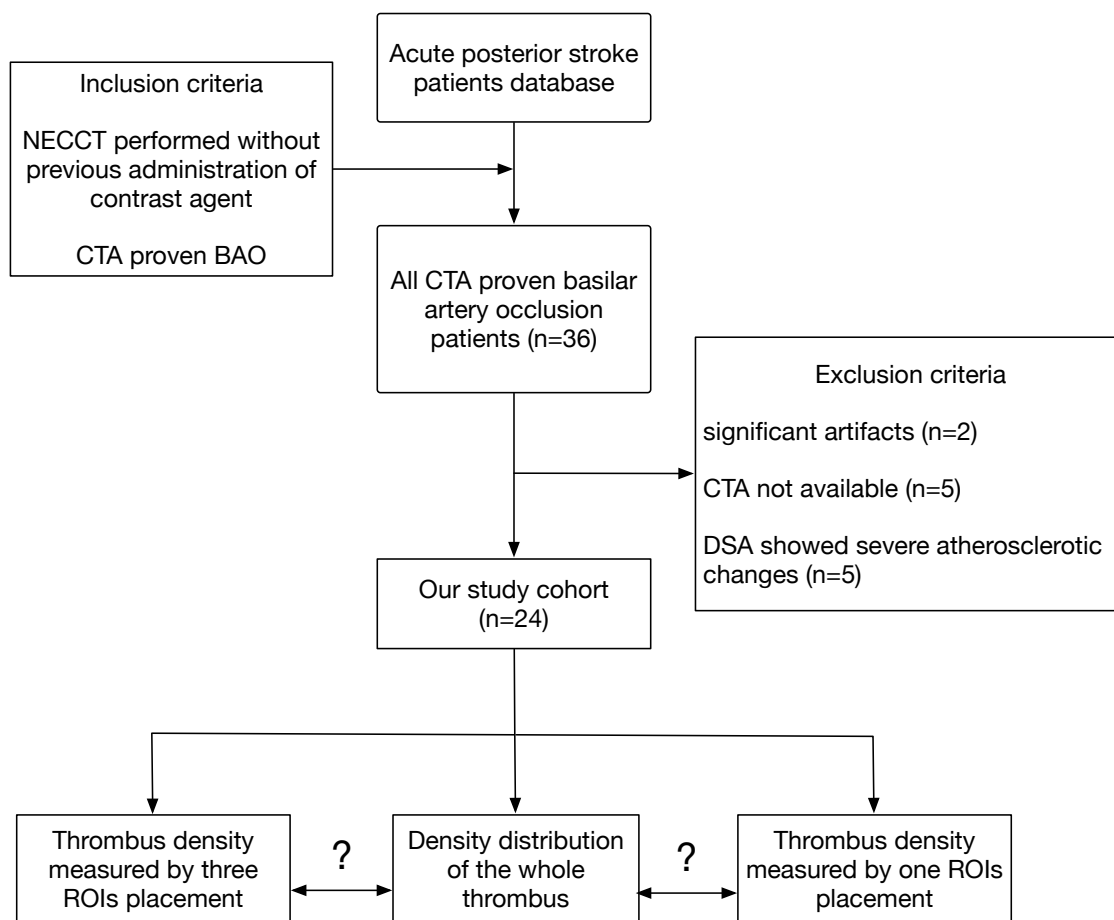 Acute posterior stroke
patients database
Inclusion criteria
NECCT performed without
previous administration of
contrast agent
CTA proven BAO
All CTA proven basilar
artery occlusion
patients (n=36)
Exclusion criteria
significant artifacts (n=2)
CTA not available (n=5)
DSA showed severe atherosclerotic
changes (n=5)
Our study cohort
(n=24)
Thrombus density
measured by three
ROIs placement
?
Density distribution
of the whole
thrombus
?
Thrombus density
measured by one ROIs
placement